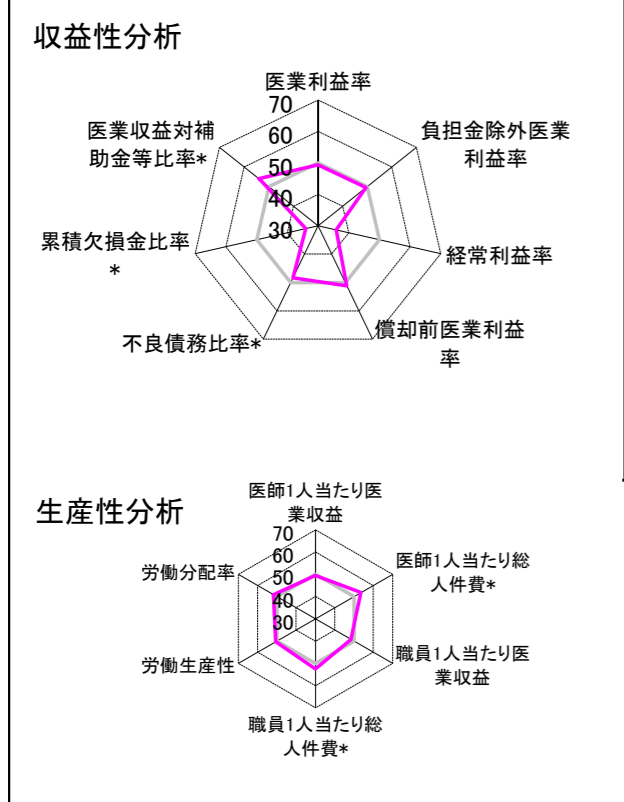 収益性分析
医業利益率
負担金除外医業
利益率
経常利益率
償却前医業利益
率
不良債務比率*
累積欠損金比率
*
医業収益対補
助金等比率*
70
60
50
40
30
生産性分析
医師1人当たり医
業収益
医師1人当たり総
人件費*
職員1人当たり医
業収益
職員1人当たり総
人件費*
労働生産性
労働分配率
70
60
50
40
30